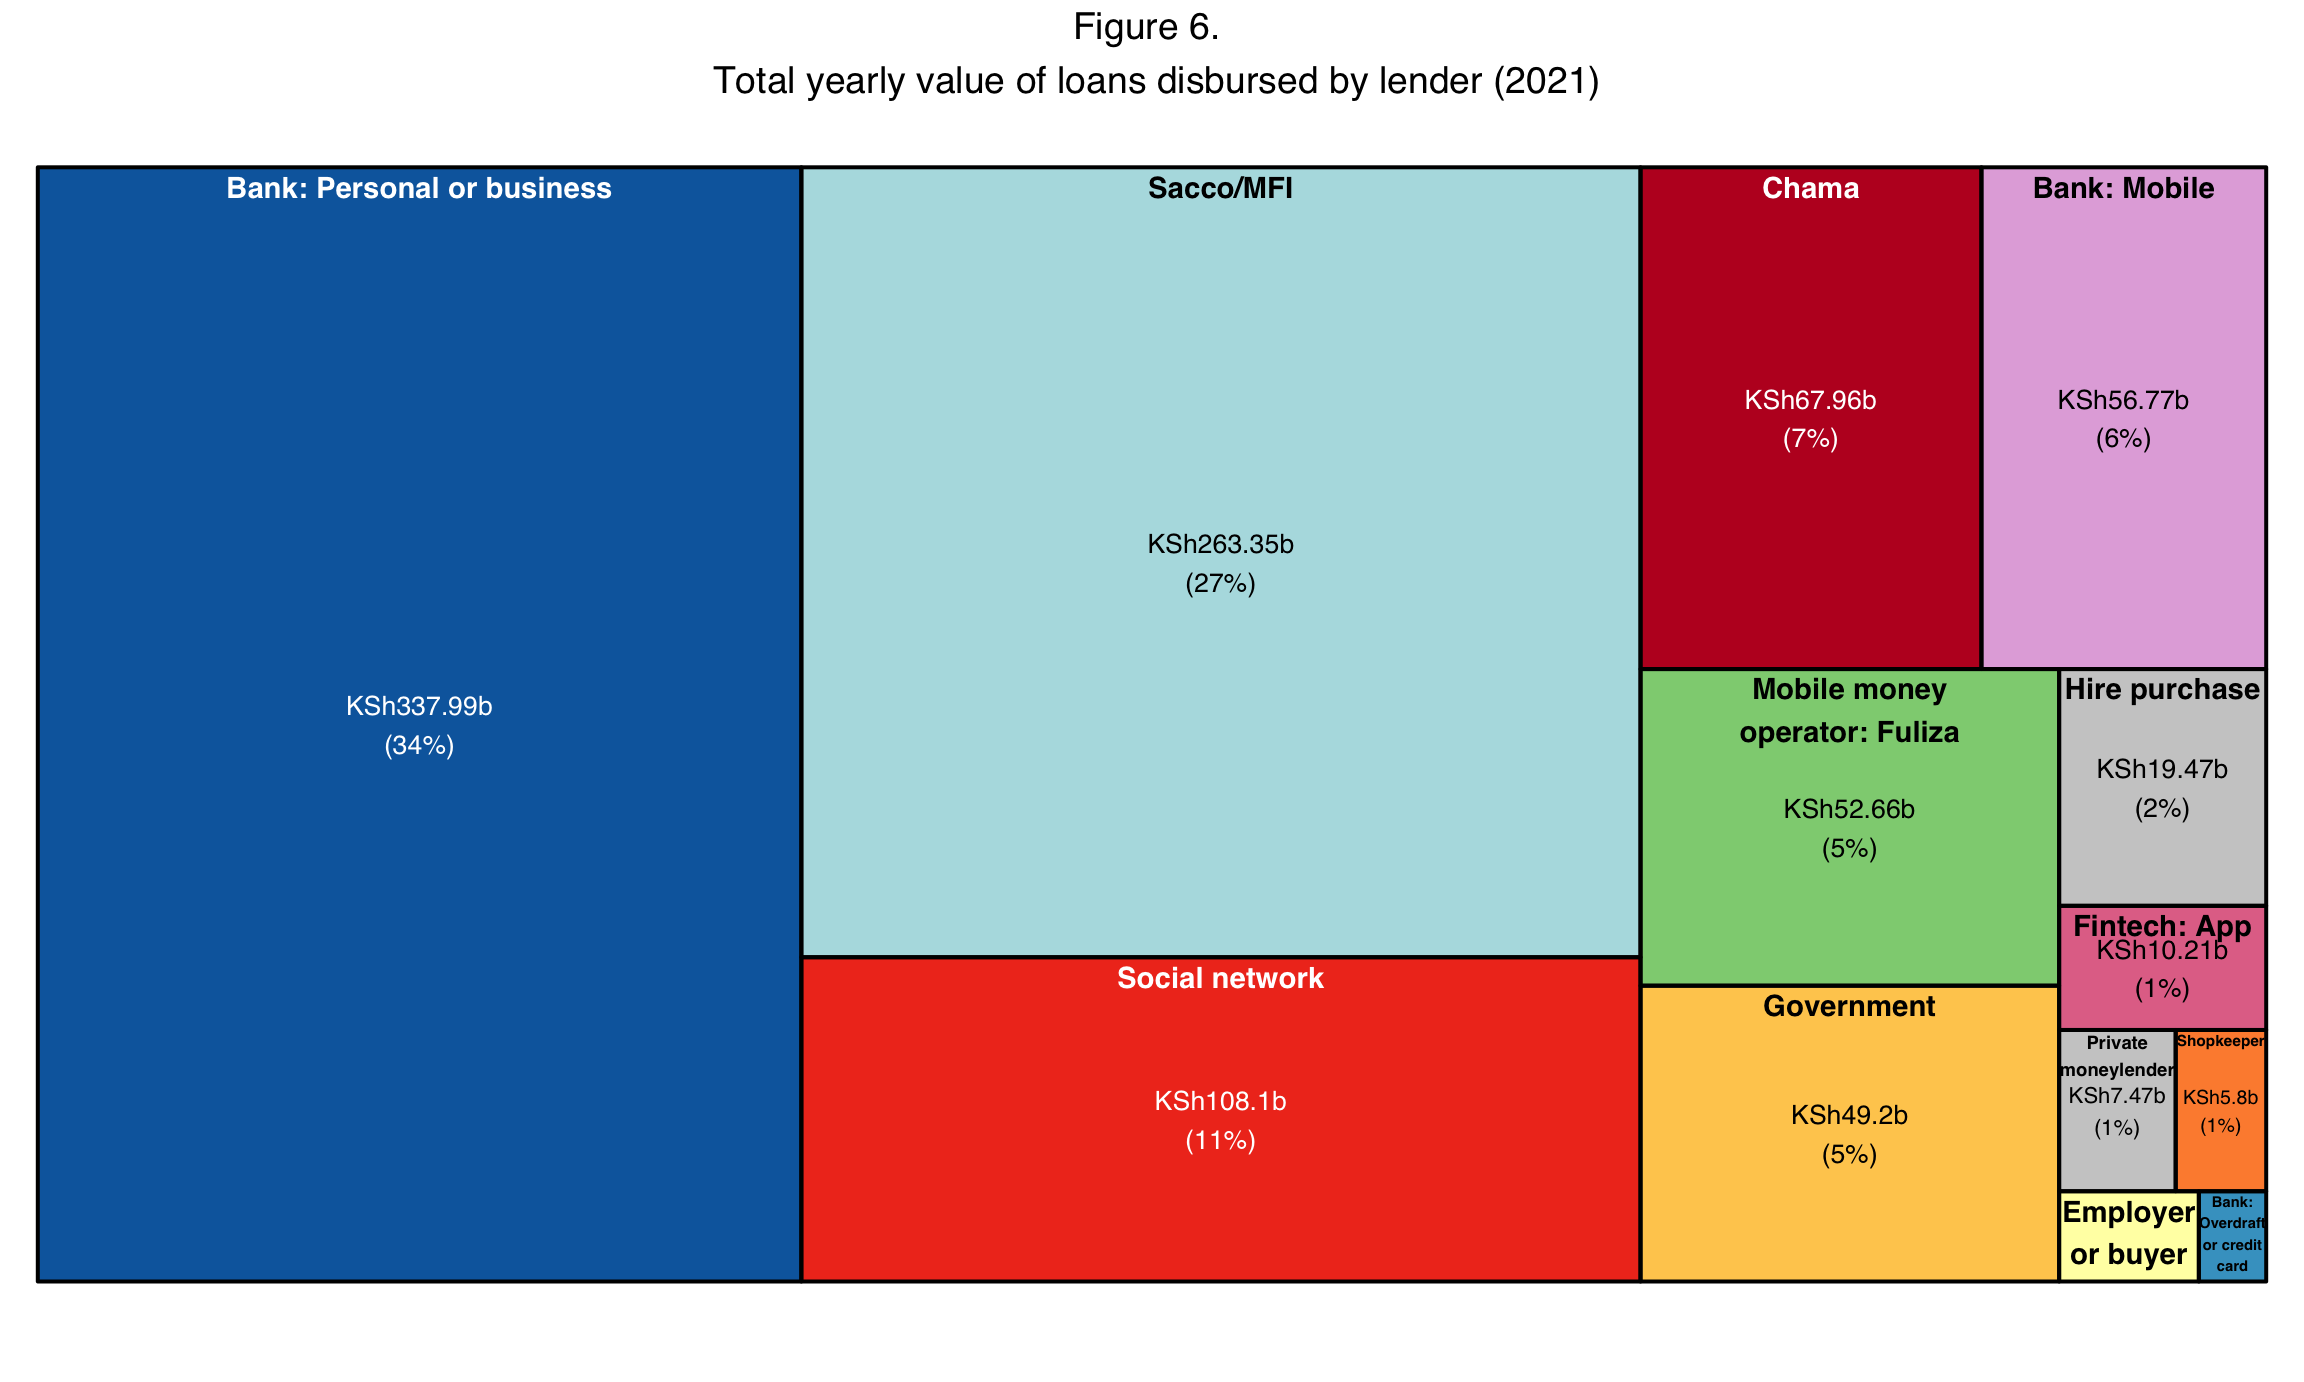 Figure 6.
Total yearly value of loans disbursed by lender (2021)
Bank: Personal or business
KSh337.99b
(34%)
Sacco/MFI
KSh263.35b
(27%)
Social network
KSh108.1b
(11%)
Chama
KSh67.96b
(7%)
Bank: Mobile
KSh56.77b
(6%)
Mobile money
operator: Fuliza
KSh52.66b
(5%)
Government
KSh49.2b
(5%)
Hire purchase
KSh19.47b
(2%)
Fintech: App
KSh10.21b
(1%)
Private
moneylender
KSh7.47b
(1%)
Shopkeeper
KSh5.8b
(1%)
Employer
or buyer
Bank:
Overdraft
or credit
card